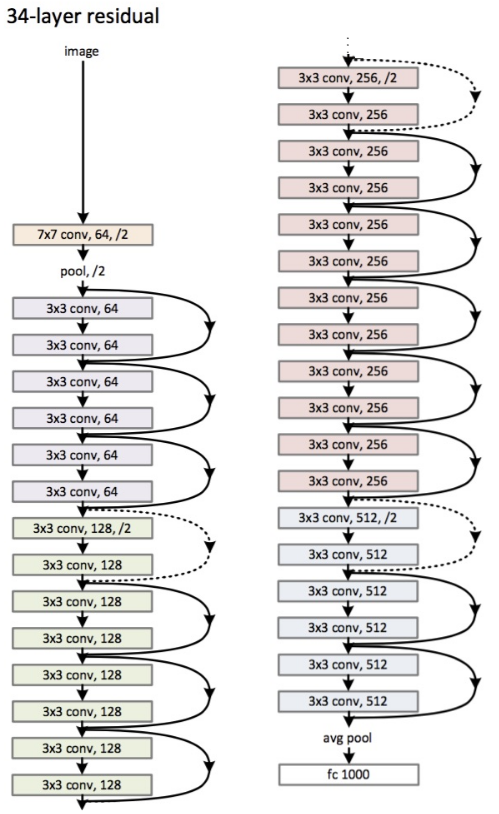 34-layer residual
image
7x7 conv, 64, /2
pool, /2
3x3 conv, 64
3x3 conv, 64
3x3 conv, 64
3x3 conv, 64
3x3 conv, 64
3x3 conv, 64
3x3 conv, 128, /2
3x3 conv, 128
3x3 conv, 128
3x3 conv, 128
3x3 conv, 128
3x3 conv, 128
3x3 conv, 128
3x3 conv, 128
3x3 conv, 256, /2
3x3 conv, 256
3x3 conv, 256
3x3 conv, 256
3x3 conv, 256
3x3 conv, 256
3x3 conv, 256
3x3 conv, 256
3x3 conv, 256
3x3 conv, 256
3x3 conv, 256
3x3 conv, 256
3x3 conv, 512, /2
3x3 conv, 512
3x3 conv, 512
3x3 conv, 512
3x3 conv, 512
3x3 conv, 512
avg pool
fc 1000